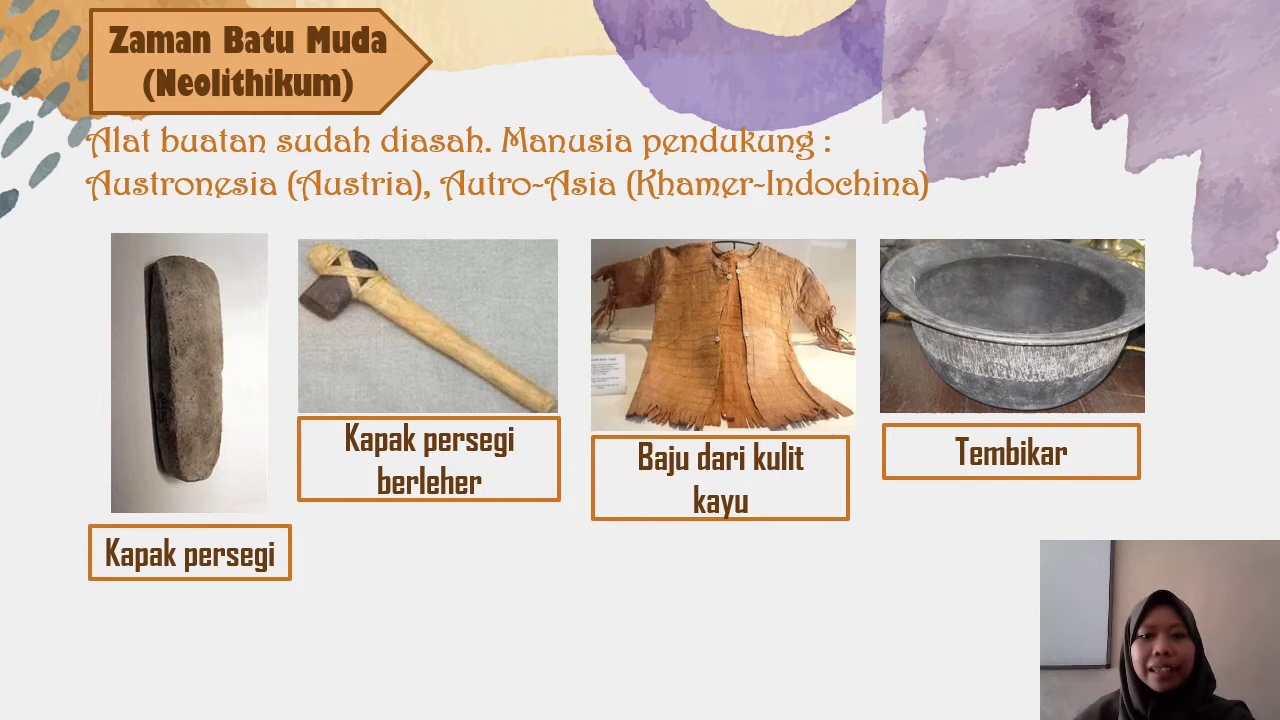 Zaman Batu Muda
(Neolithikum)
Alat buatan sudah diasah. Manusia pendukung :
Austronesia (Austria), Autro-Asia (Khamer-Indochina)
Kapak persegi
Kapak persegi
berleher
Baju dari kulit
kayu
Tembikar